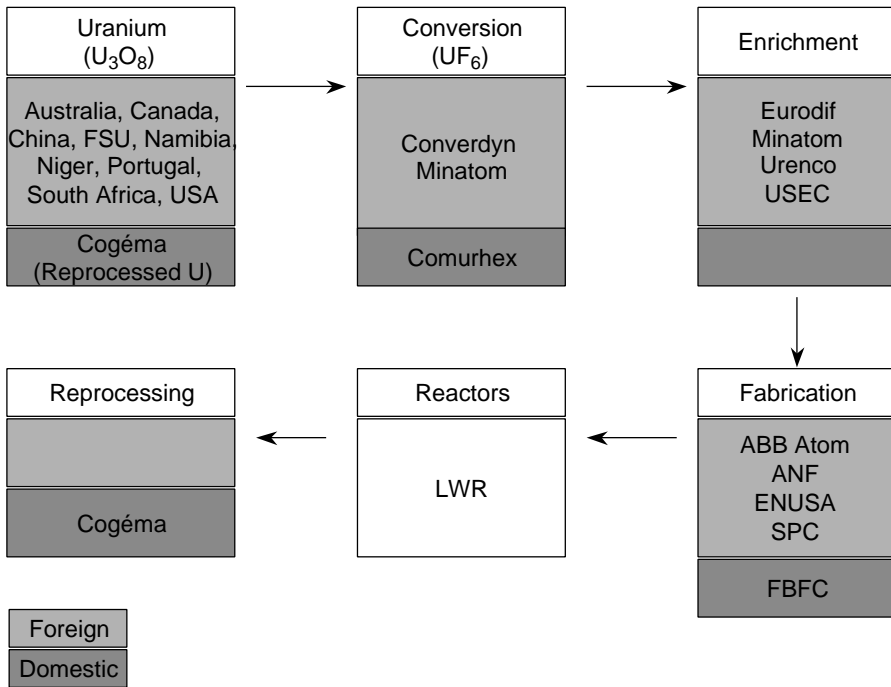 Uranium
(U3O8)
Australia, Canada,
China, FSU, Namibia,
Niger, Portugal,
South Africa, USA
Cogéma
(Reprocessed U)
Conversion
(UF6)
Converdyn
Minatom
Comurhex
Enrichment
Eurodif
Minatom
Urenco
USEC
Fabrication
ABB Atom
ANF
ENUSA
SPC
FBFC
Reactors
LWR
Reprocessing
Cogéma
Foreign
Domestic